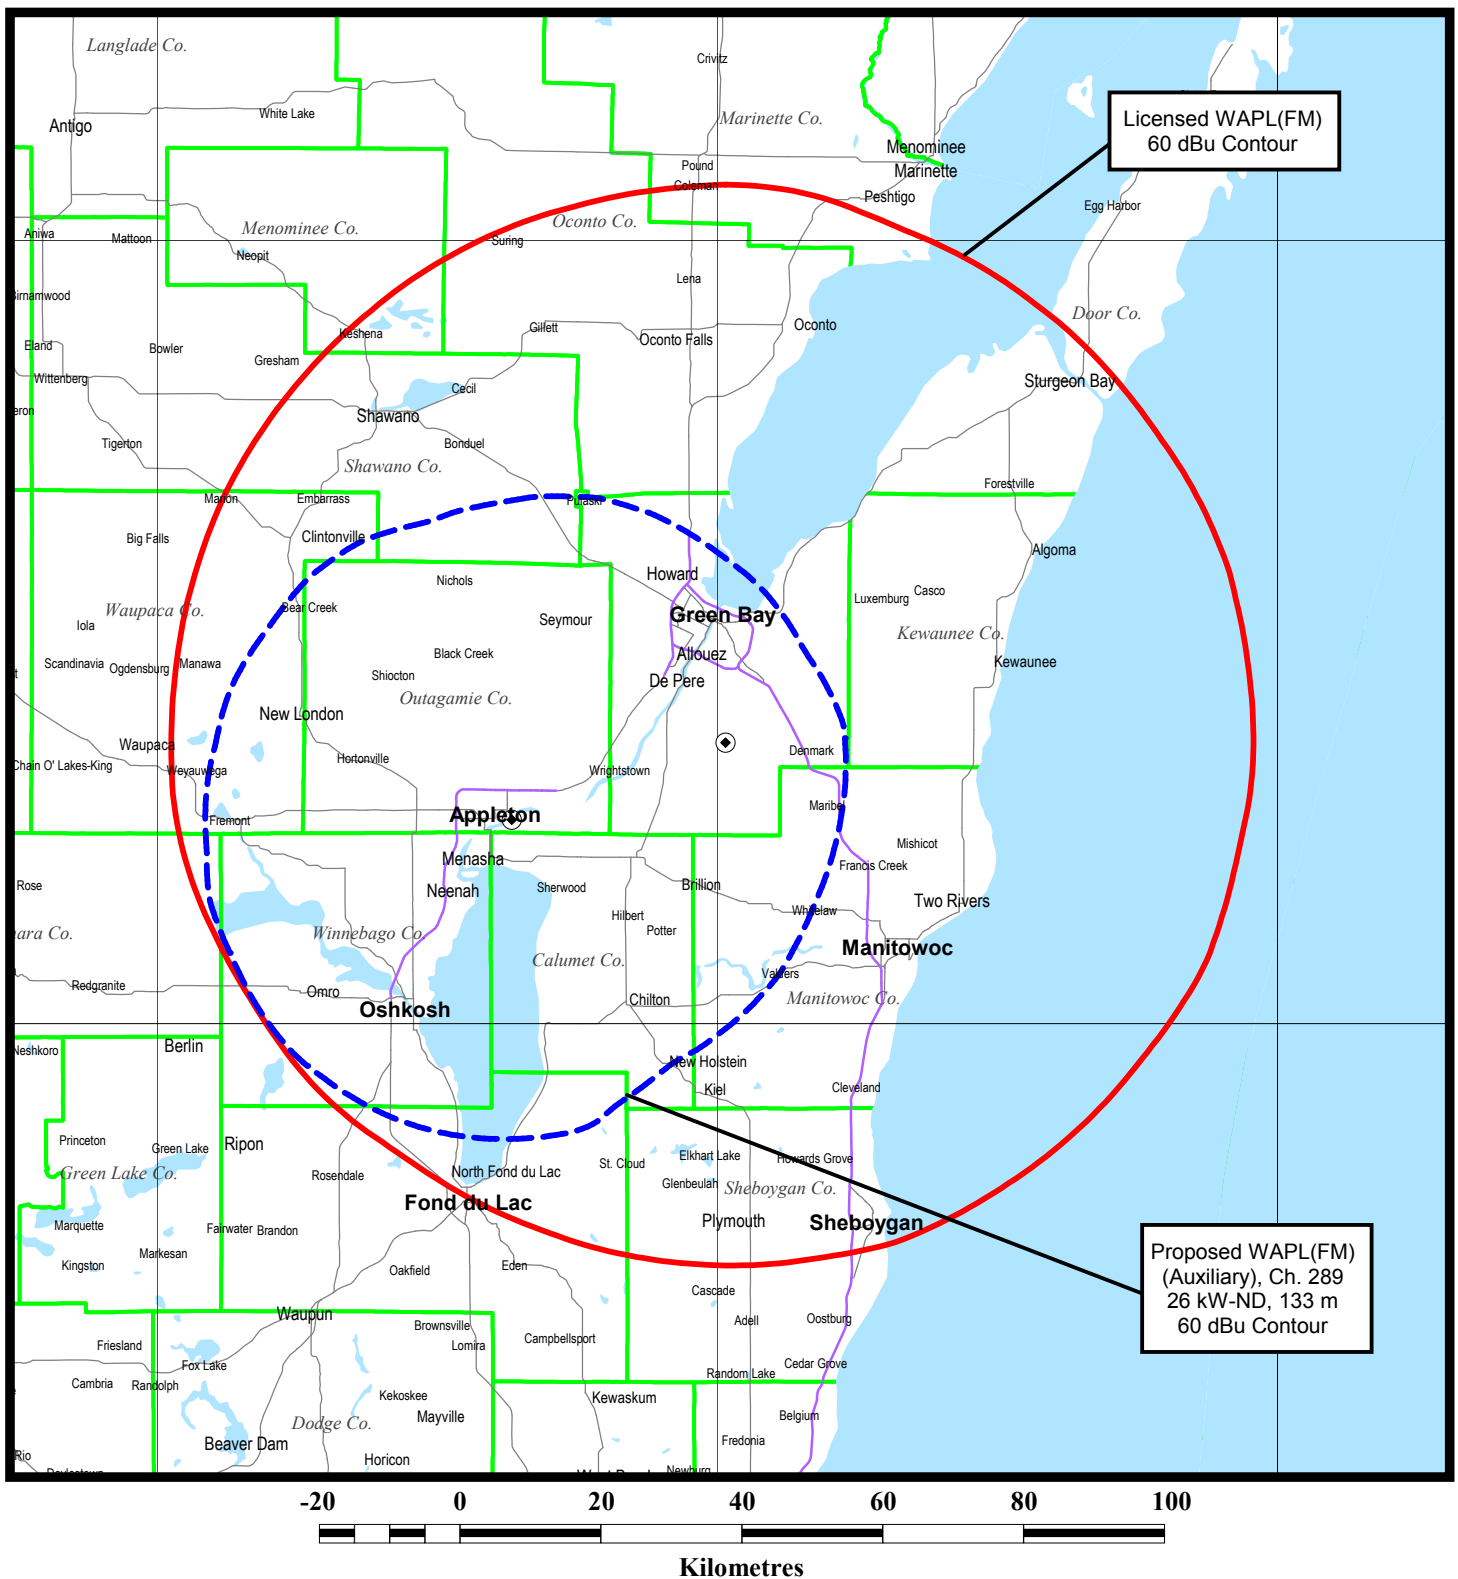 Langlade Co.
Crivitz
White Lake
Antigo
Marinette Co.
Licensed WAPL(FM)
60 dBu Contour
Menominee
Marinette
Pound
Coleman
Peshtigo
Egg Harbor
Menominee Co.
Oconto Co.
Aniwa
Mattoon
Suring
Neopit
Lena
Birnamwood
Door Co.
Keshena
Gillett
Oconto
Oconto Falls
Eland
Bowler
Gresham
Wittenberg
Cecil
Sturgeon Bay
eron
Shawano
Tigerton
Bonduel
Shawano Co.
Forestville
Marion
Embarrass
Pulaski
Big Falls
Clintonville
Algoma
Howard
Nichols
Casco
Luxemburg
Waupaca Co.
Bear Creek
Seymour
Green Bay
Iola
Kewaunee Co.
Black Creek
Allouez
Scandinavia
Ogdensburg
Manawa
Kewaunee
Shiocton
De Pere
Outagamie Co.
New London
Waupaca
Denmark
Hortonville
Chain O' Lakes-King
Weyauwega
Wrightstown
Maribel
Appleton
Fremont
Mishicot
Menasha
Francis Creek
Rose
Neenah
Sherwood
Brillion
Two Rivers
Whitelaw
Hilbert
Potter
ara Co.
Winnebago Co.
Manitowoc
Calumet Co.
Valders
Redgranite
Omro
Chilton
Manitowoc Co.
Oshkosh
Neshkoro
Berlin
New Holstein
Kiel
Cleveland
Princeton
Green Lake
Ripon
Elkhart Lake
Howards Grove
Green Lake Co.
Rosendale
North Fond du Lac
St. Cloud
Glenbeulah
Sheboygan Co.
Fond du Lac
Plymouth
Sheboygan
Marquette
Fairwater
Brandon
Markesan
Kingston
Oakfield
Eden
Proposed WAPL(FM)
(Auxiliary), Ch. 289
26 kW-ND, 133 m
60 dBu Contour
Cascade
Waupun
Adell
Oostburg
Brownsville
Friesland
Lomira
Campbellsport
Fox Lake
Cedar Grove
Random Lake
Cambria
Randolph
Kekoskee
Kewaskum
Mayville
Belgium
Dodge Co.
Beaver Dam
Fredonia
Rio
Horicon
Newburg
-20 0 20 40 60 80 100
Kilometres